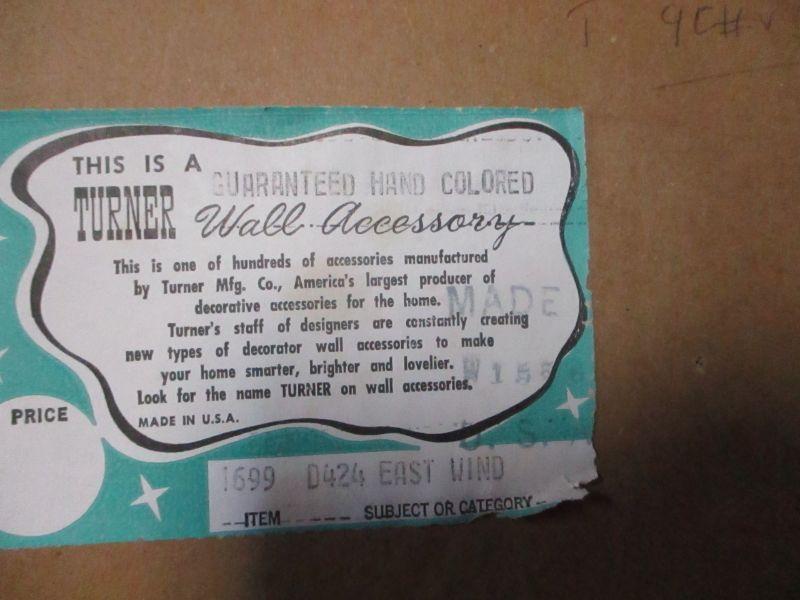 THIS IS A
GUARANTEED HAND COLORED
TURNER Wall Accessory
This is one of hundreds of accessories manufactured
by Turner Mfg. Co., America's largest producer of
decorative accessories for the home.
MADE
Turner's staff of designers are constantly creating
new types of decorator wall accessories to make
your home smarter, brighter and lovelier.
Look for the name TURNER on wall accessories.
PRICE
MADE IN U.S.A.
1699 D424 EAST WIND
ITEM SUBJECT OR CATEGORY